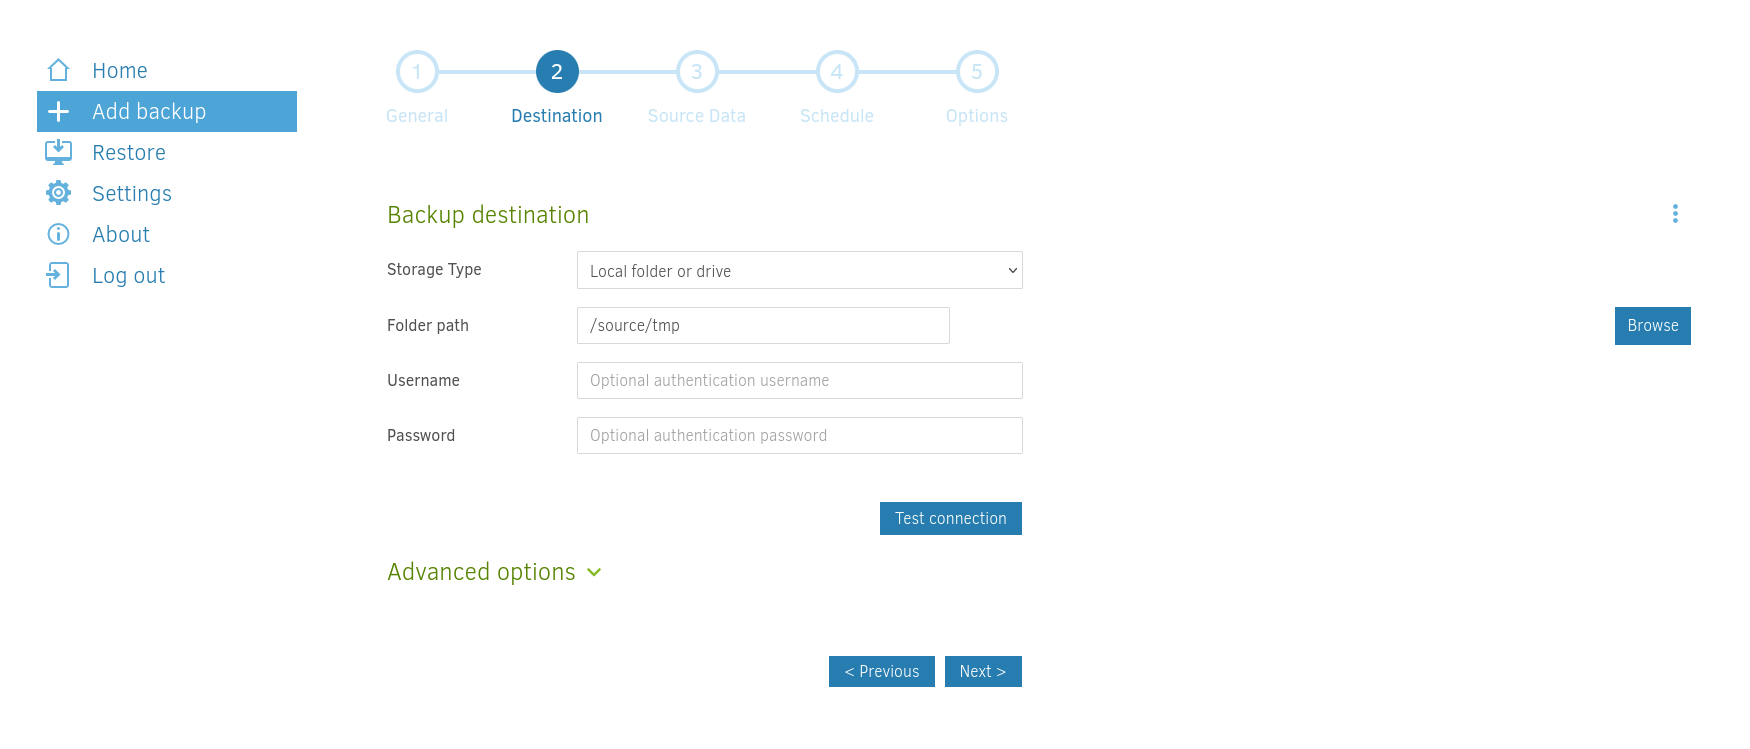 Home
Add backup
Restore
Settings
About
Log out
1 2 3 4 5
General Destination Source Data Schedule Options
Backup destination
Storage Type Local folder or drive
Folder path /source/tmp Browse
Username Optional authentication username
Password Optional authentication password
Test connection
Advanced options
< Previous Next >